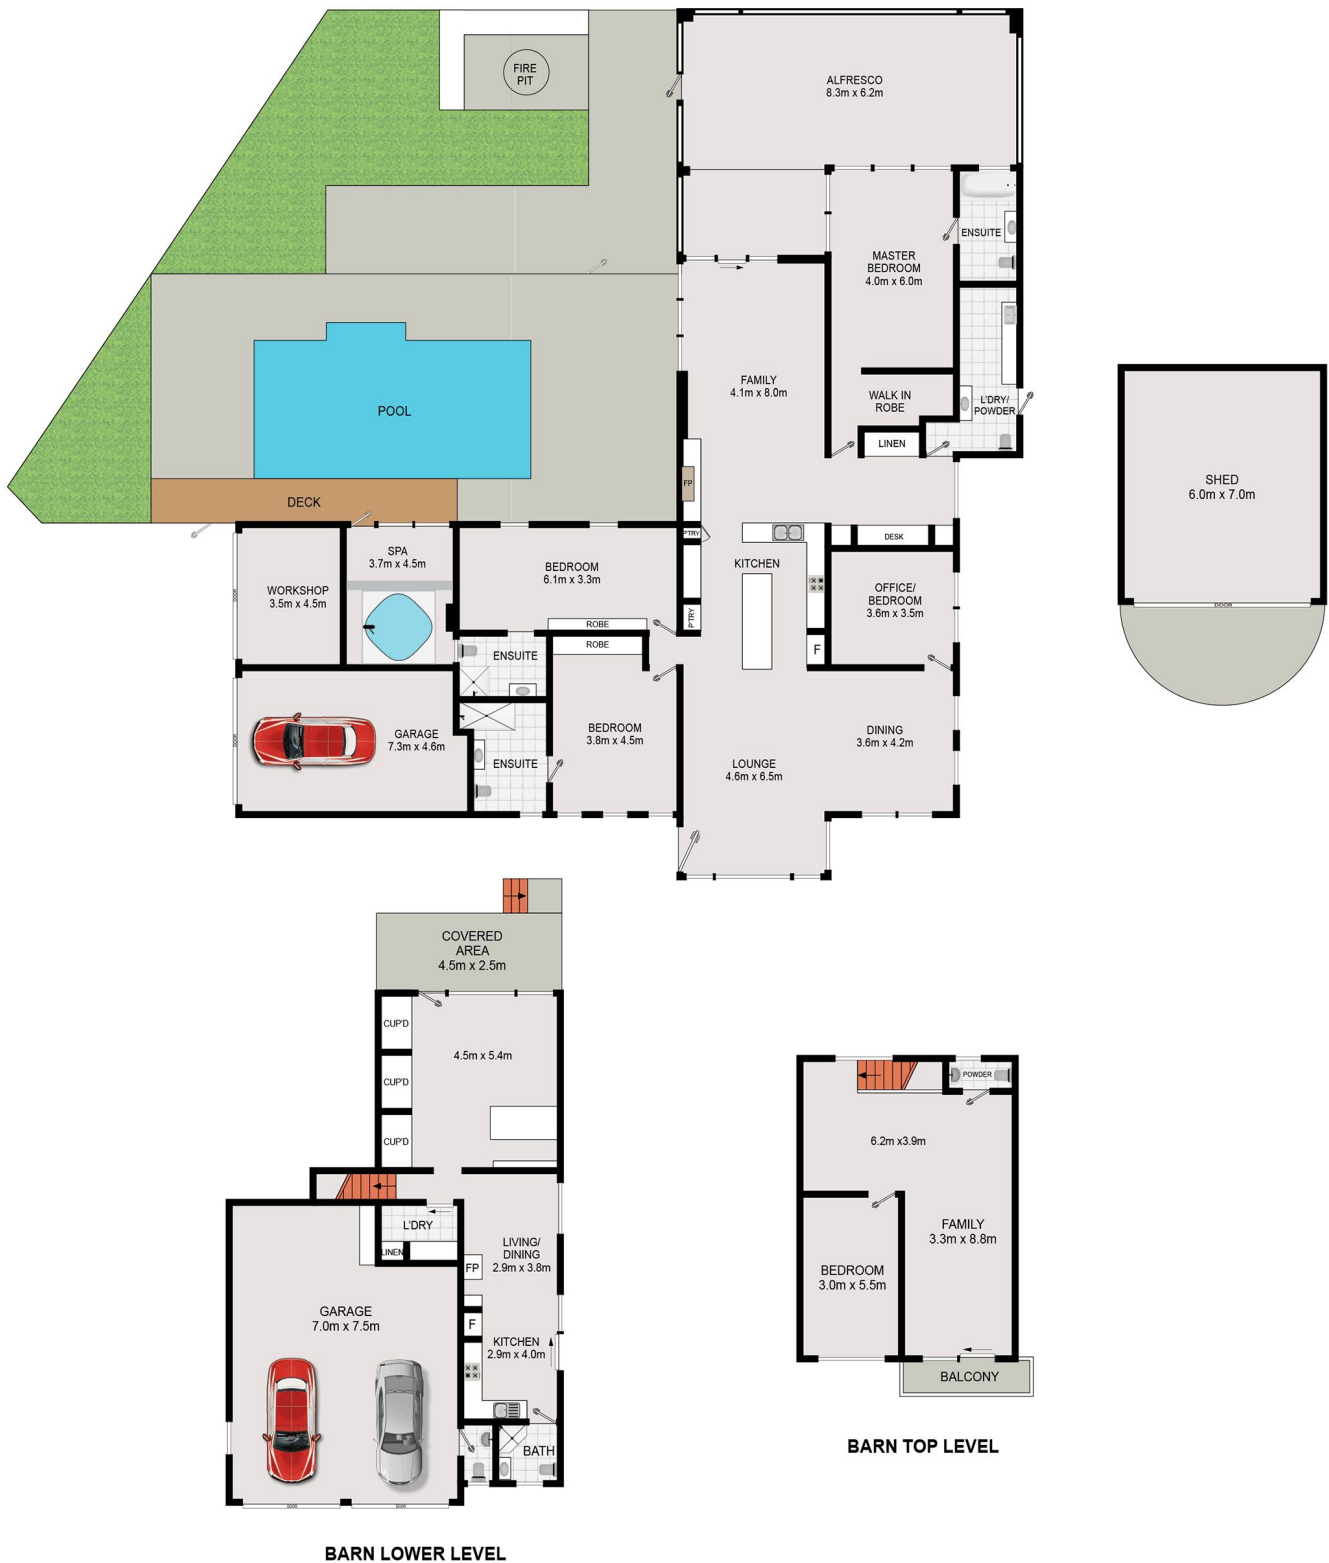 FIRE
PIT
ALFRESCO
8.3m x 6.2m
ENSUITE
MASTER
BEDROOM
4.0m x 6.0m
FAMILY
4.1m x 8.0m
WALK IN
ROBE
L'DRY/
POWDER
LINEN
POOL
FP
DECK
SHED
6.0m x 7.0m
DOOR
P'TRY
DESK
SPA
3.7m x 4.5m
BEDROOM
6.1m x 3.3m
KITCHEN
WORKSHOP
3.5m x 4.5m
DOOR
OFFICE/
BEDROOM
3.6m x 3.5m
P'TRY
ROBE
ROBE
ENSUITE
F
GARAGE
7.3m x 4.6m
DOOR
BEDROOM
3.8m x 4.5m
DINING
3.6m x 4.2m
ENSUITE
LOUNGE
4.6m x 6.5m
COVERED
AREA
4.5m x 2.5m
CUP'D
4.5m x 5.4m
CUP'D
CUP'D
L'DRY
LINEN
LIVING/
DINING
2.9m x 3.8m
FP
GARAGE
7.0m x 7.5m
F
KITCHEN
2.9m x 4.0m
BATH
DOOR
DOOR
BARN LOWER LEVEL
POWDER
6.2m x3.9m
FAMILY
3.3m x 8.8m
BEDROOM
3.0m x 5.5m
BALCONY
BARN TOP LEVEL